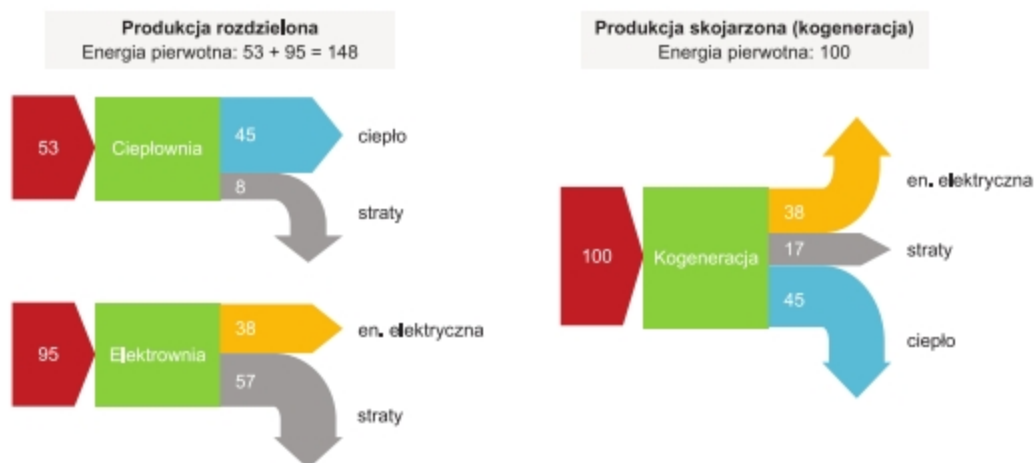 Produkcja rozdzielona
Energia pierwotna: 53 + 95 = 148
53
Ciepłownia
45
ciepło
8
straty
95
Elektrownia
38
en. elektryczna
57
straty
Produkcja skojarzona (kogeneracja)
Energia pierwotna: 100
100
Kogeneracja
38
en. elektryczna
17
straty
45
ciepło